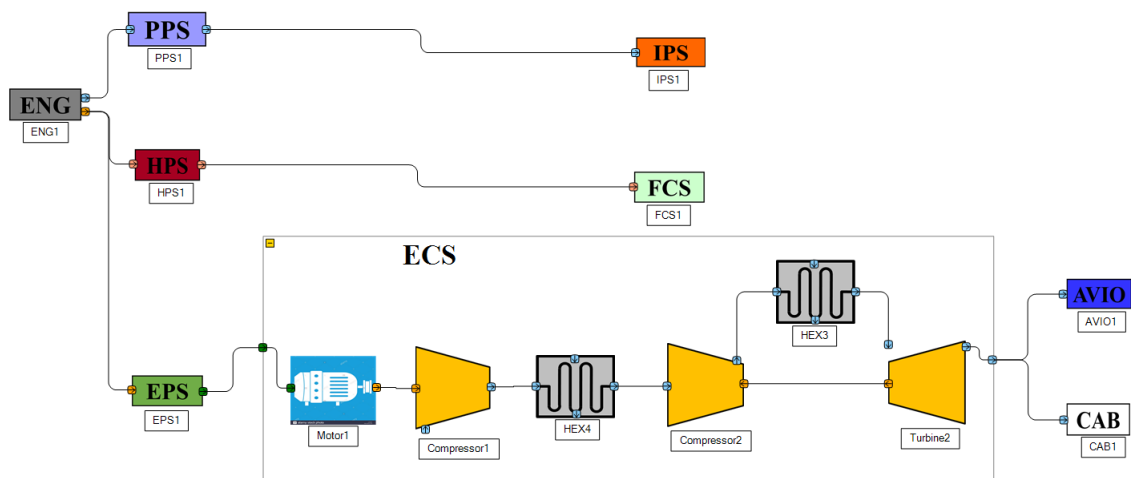 PPS
PPS1
IPS
IPS1
ENG
ENG1
HPS
HPS1
FCS
FCS1
ECS
HEX3
AVIO
AVIO1
EPS
EPS1
Motor1
Compressor1
HEX4
Compressor2
Turbine2
CAB
CAB1